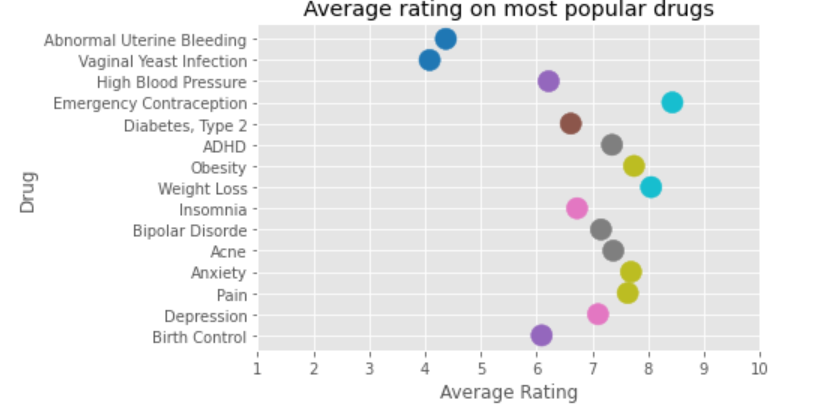 Average rating on most popular drugs
Abnormal Uterine Bleeding
Vaginal Yeast Infection
High Blood Pressure
Emergency Contraception
Diabetes, Type 2
ADHD
Obesity
Weight Loss
Insomnia
Bipolar Disorde
Acne
Anxiety
Pain
Depression
Birth Control
Drug
1 2 3 4 5 6 7 8 9 10
Average Rating